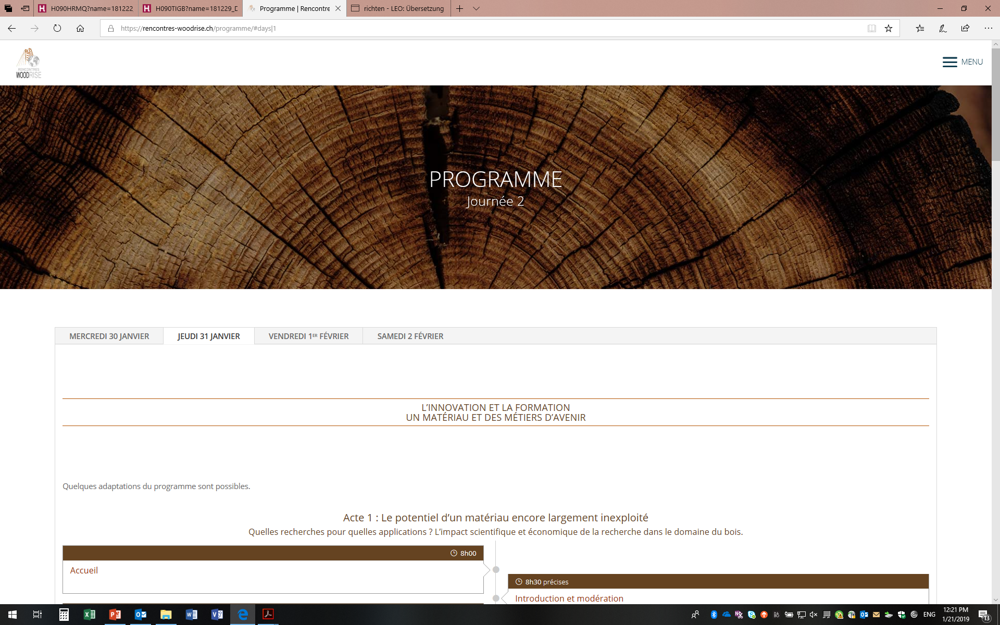 H090HRMQ?name=181222
H090TIGB?name=181229_D
Programme | Rencontre
richten - LEO: Übersetzung
https://rencontres-woodrise.ch/programme/#days|1
RENCONTRES
WOODRISE
MENU
PROGRAMME
Journée 2
MERCREDI 30 JANVIER
JEUDI 31 JANVIER
VENDREDI 1ER FÉVRIER
SAMEDI 2 FÉVRIER
L’INNOVATION ET LA FORMATION
UN MATÉRIAU ET DES MÉTIERS D’AVENIR
Quelques adaptations du programme sont possibles.
Acte 1 : Le potentiel d’un matériau encore largement inexploité
Quelles recherches pour quelles applications ? L’impact scientifique et économique de la recherche dans le domaine du bois.
8h00
Accueil
8h30 précises
Introduction et modération
ENG
12:21 PM
1/21/2019
13